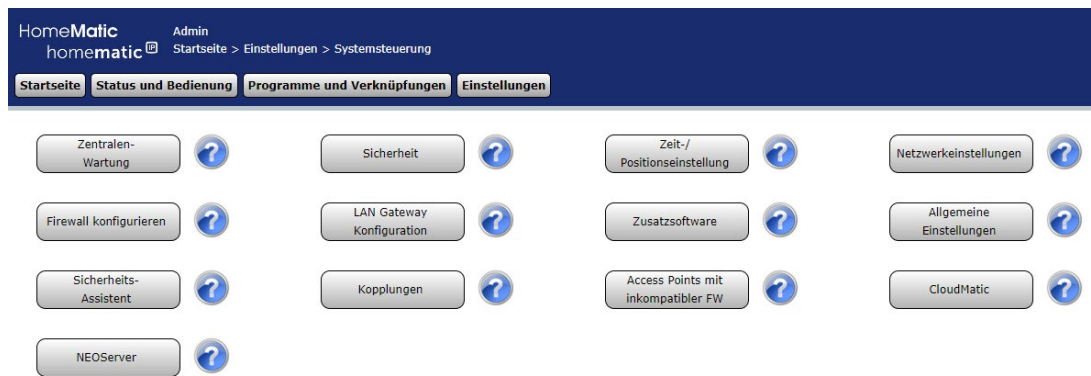 HomeMatic
homematic IP
Admin
Startseite > Einstellungen > Systemsteuerung
Startseite
Status und Bedienung
Programme und Verknüpfungen
Einstellungen
Zentralen-
Wartung
?
Sicherheit
?
Zeit-/
Positionseinstellung
?
Netzwerkeinstellungen
?
Firewall konfigurieren
?
LAN Gateway
Konfiguration
?
Zusatzsoftware
?
Allgemeine
Einstellungen
?
Sicherheits-
Assistent
?
Kopplungen
?
Access Points mit
inkompatibler FW
?
CloudMatic
?
NEOServer
?